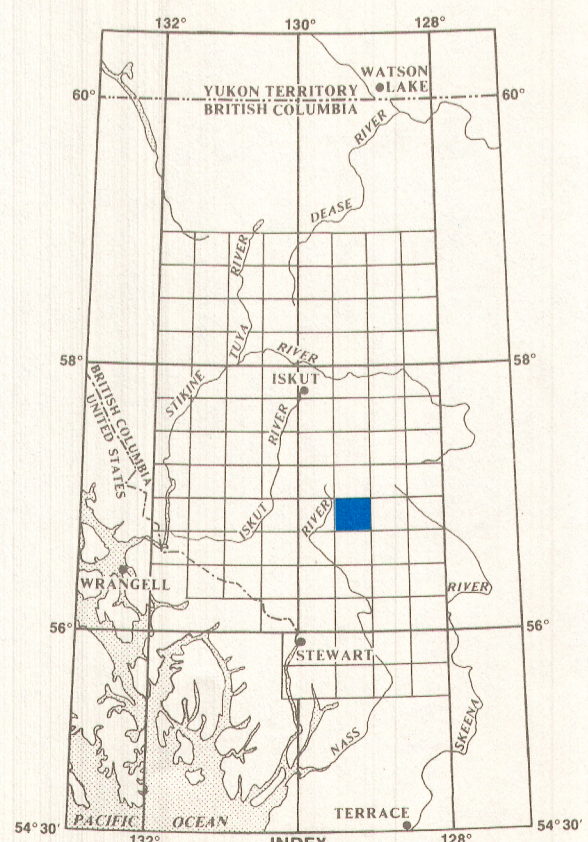 132° 130° 128°
WATSON
LAKE
60° 60°
YUKON TERRITORY
BRITISH COLUMBIA
RIVER
DEASE
RIVER
TUYA
RIVER
58° 58°
ISKUT
STIKINE
BRITISH COLUMBIA
UNITED STATES
RIVER
ISKUT
RIVER
WRANGELL
RIVER
56° 56°
STEWART
SKEENA
NASS
TERRACE
54°30' 54°30'
PACIFIC OCEAN
128°